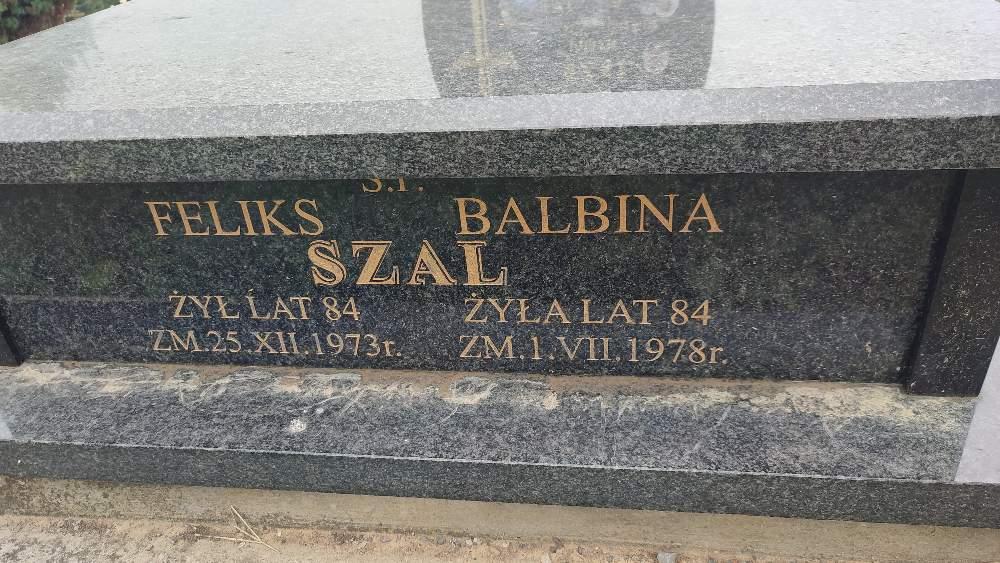 Ś.P.
FELIKS BALBINA
SZAL
ŻYŁ LAT 84 ŻYŁA LAT 84
ZM.25.XII.1973r. ZM.1.VII.1978r.